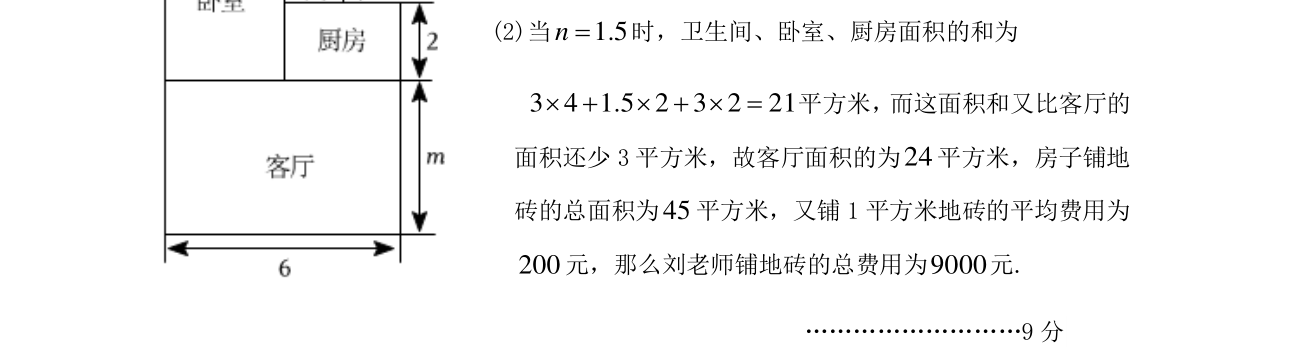 卧室
厨房
2
客厅
m
6
(2)当n=1.5时，卫生间、卧室、厨房面积的和为
3×4+1.5×2+3×2=21平方米，而这面积和又比客厅的
面积还少3平方米，故客厅面积的为24平方米，房子铺地
砖的总面积为45平方米，又铺1平方米地砖的平均费用为
200元，那么刘老师铺地砖的总费用为9000元.
…………………………9分